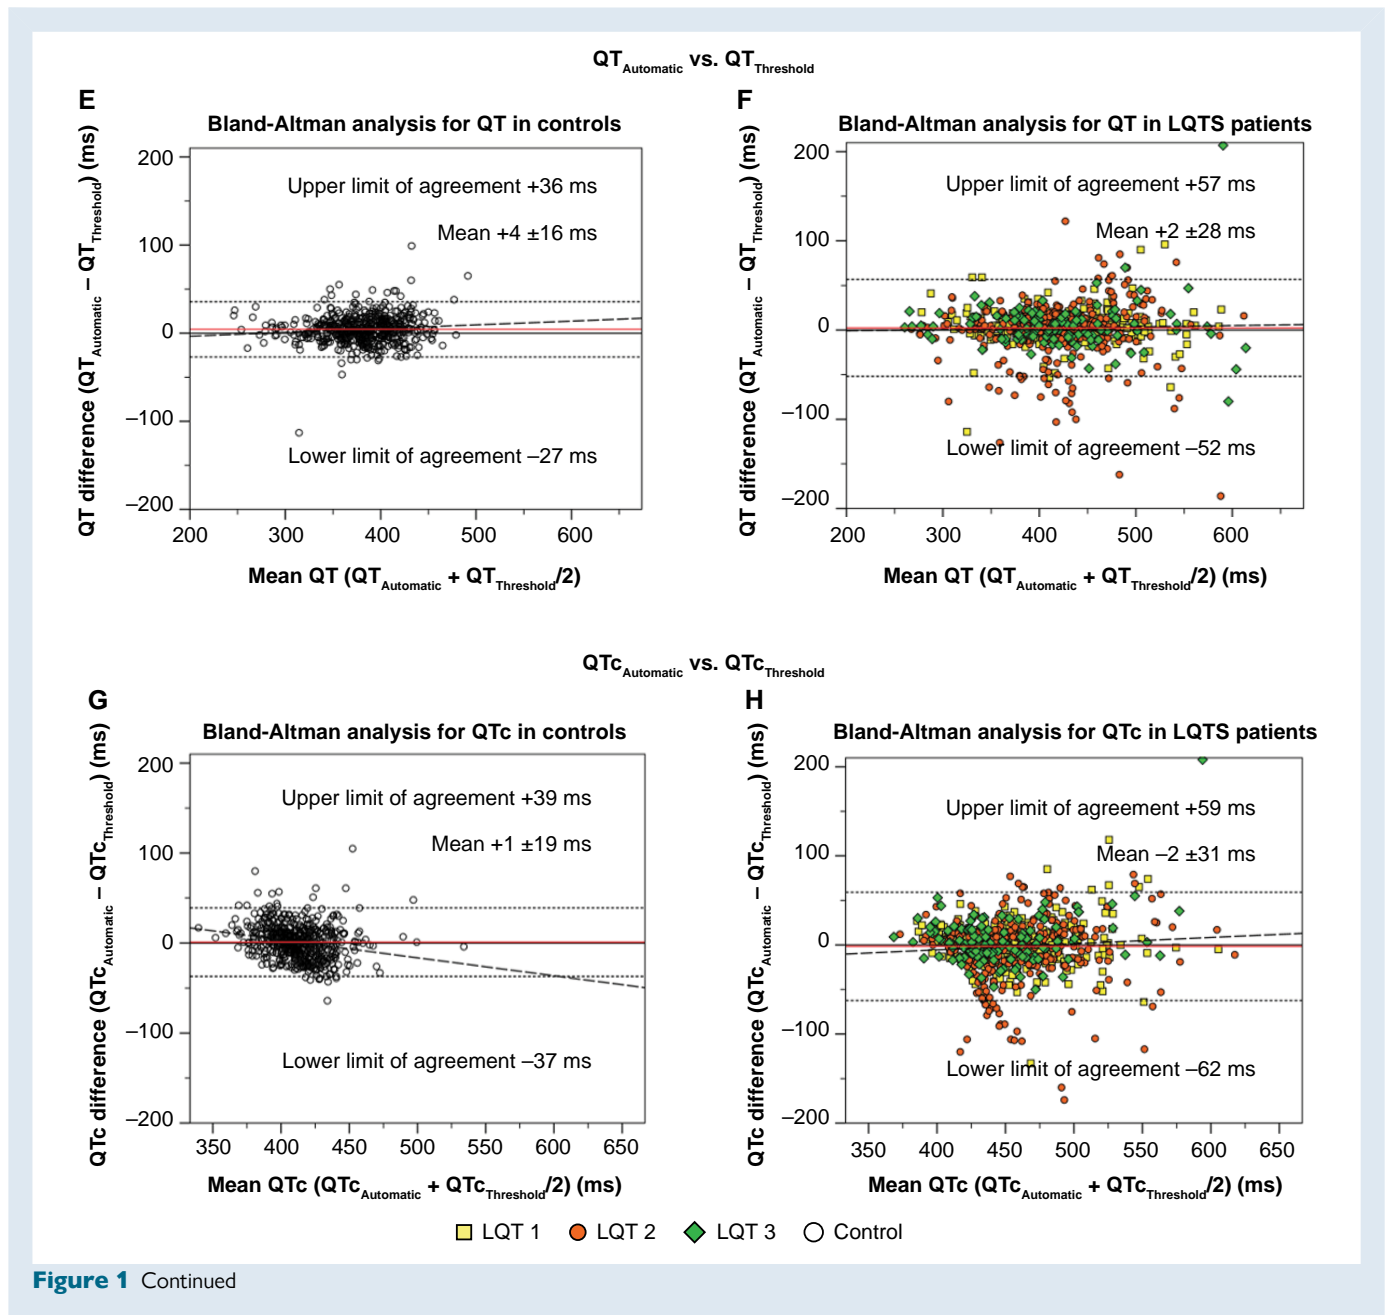 QTAutomatic vs. QTThreshold
E
Bland-Altman analysis for QT in controls
QT difference (QTAutomatic – QTThreshold) (ms)
200
100
0
–100
–200
Upper limit of agreement +36 ms
Mean +4 ±16 ms
Lower limit of agreement –27 ms
200 300 400 500 600
Mean QT (QTAutomatic + QTThreshold/2)
F
Bland-Altman analysis for QT in LQTS patients
QT difference (QTAutomatic – QTThreshold) (ms)
200
100
0
–100
–200
Upper limit of agreement +57 ms
Mean +2 ±28 ms
Lower limit of agreement –52 ms
200 300 400 500 600
Mean QT (QTAutomatic + QTThreshold/2) (ms)
QTcAutomatic vs. QTcThreshold
G
Bland-Altman analysis for QTc in controls
QTc difference (QTcAutomatic – QTcThreshold) (ms)
200
100
0
–100
–200
Upper limit of agreement +39 ms
Mean +1 ±19 ms
Lower limit of agreement –37 ms
350 400 450 500 550 600 650
Mean QTc (QTcAutomatic + QTcThreshold/2) (ms)
H
Bland-Altman analysis for QTc in LQTS patients
QTc difference (QTcAutomatic – QTcThreshold) (ms)
200
100
0
–100
–200
Upper limit of agreement +59 ms
Mean –2 ±31 ms
Lower limit of agreement –62 ms
350 400 450 500 550 600 650
Mean QTc (QTcAutomatic + QTcThreshold/2) (ms)
LQT 1 LQT 2 LQT 3 Control
Figure 1 Continued